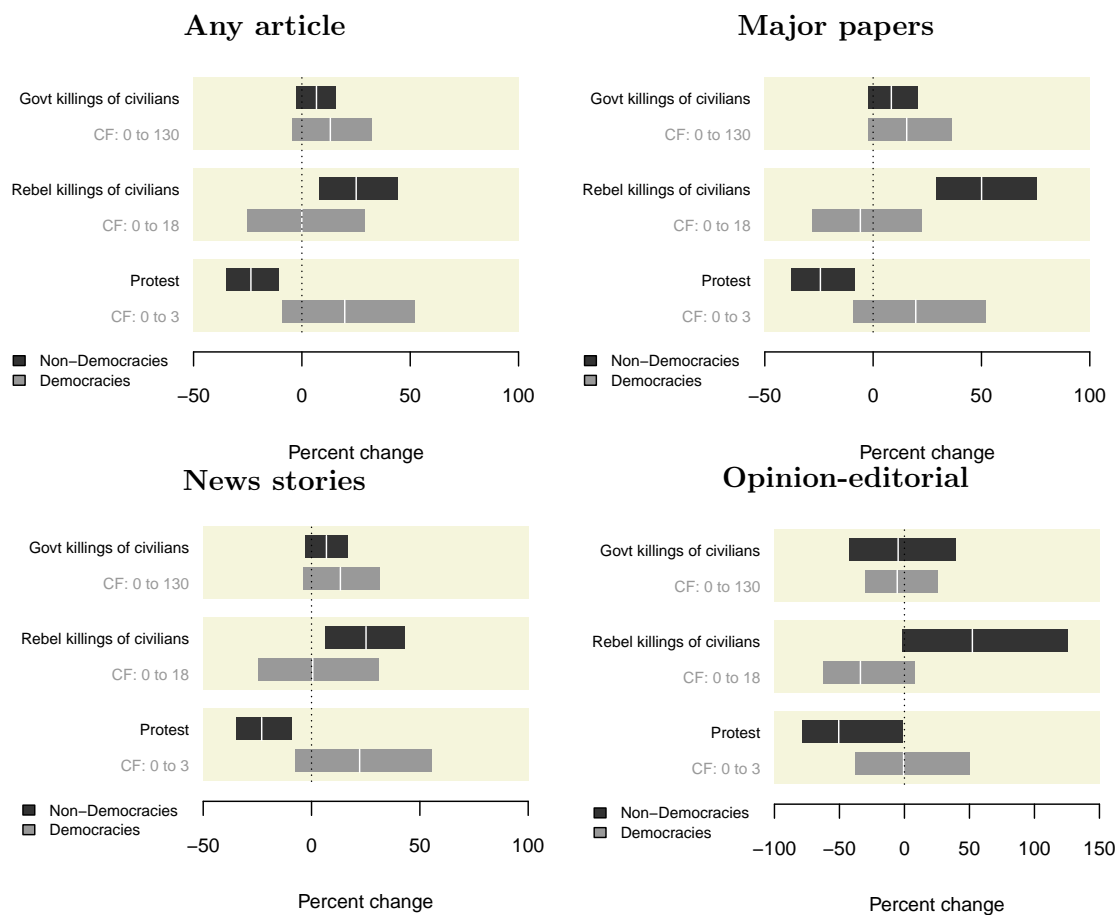 Any article
Govt killings of civilians
CF: 0 to 130
Rebel killings of civilians
CF: 0 to 18
Protest
CF: 0 to 3
Non−Democracies
Democracies
−50 0 50 100
Percent change
Major papers
Govt killings of civilians
CF: 0 to 130
Rebel killings of civilians
CF: 0 to 18
Protest
CF: 0 to 3
Non−Democracies
Democracies
−50 0 50 100
Percent change
News stories
Govt killings of civilians
CF: 0 to 130
Rebel killings of civilians
CF: 0 to 18
Protest
CF: 0 to 3
Non−Democracies
Democracies
−50 0 50 100
Percent change
Opinion-editorial
Govt killings of civilians
CF: 0 to 130
Rebel killings of civilians
CF: 0 to 18
Protest
CF: 0 to 3
Non−Democracies
Democracies
−100 −50 0 50 100 150
Percent change